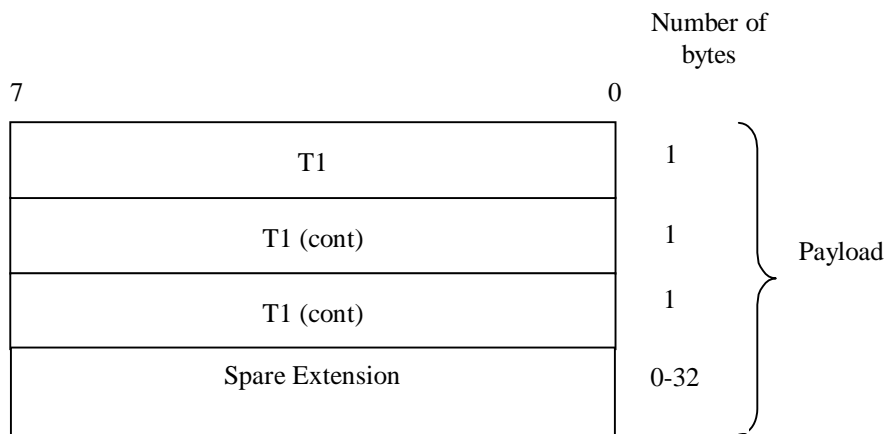 Number of
bytes
7 0
T1 1
T1 (cont) 1
Payload
T1 (cont) 1
Spare Extension 0-32